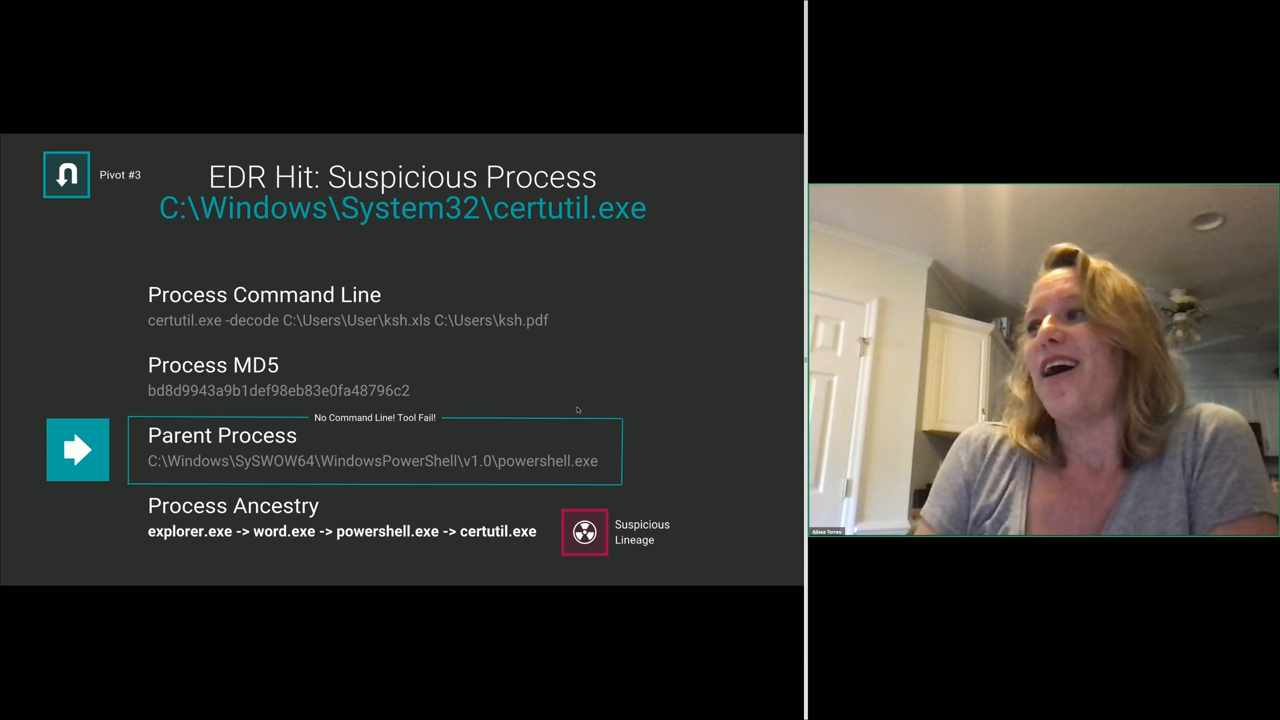 Pivot #3
EDR Hit: Suspicious Process
C:\Windows\System32\certutil.exe
Process Command Line
certutil.exe -decode C:\Users\User\ksh.xls C:\Users\ksh.pdf
Process MD5
bd8d9943a9b1def98eb83e0fa48796c2
No Command Line! Tool Fail!
Parent Process
C:\Windows\SySWOW64\WindowsPowerShell\v1.0\powershell.exe
Process Ancestry
explorer.exe -> word.exe -> powershell.exe -> certutil.exe
Suspicious
Lineage
Alissa Torres